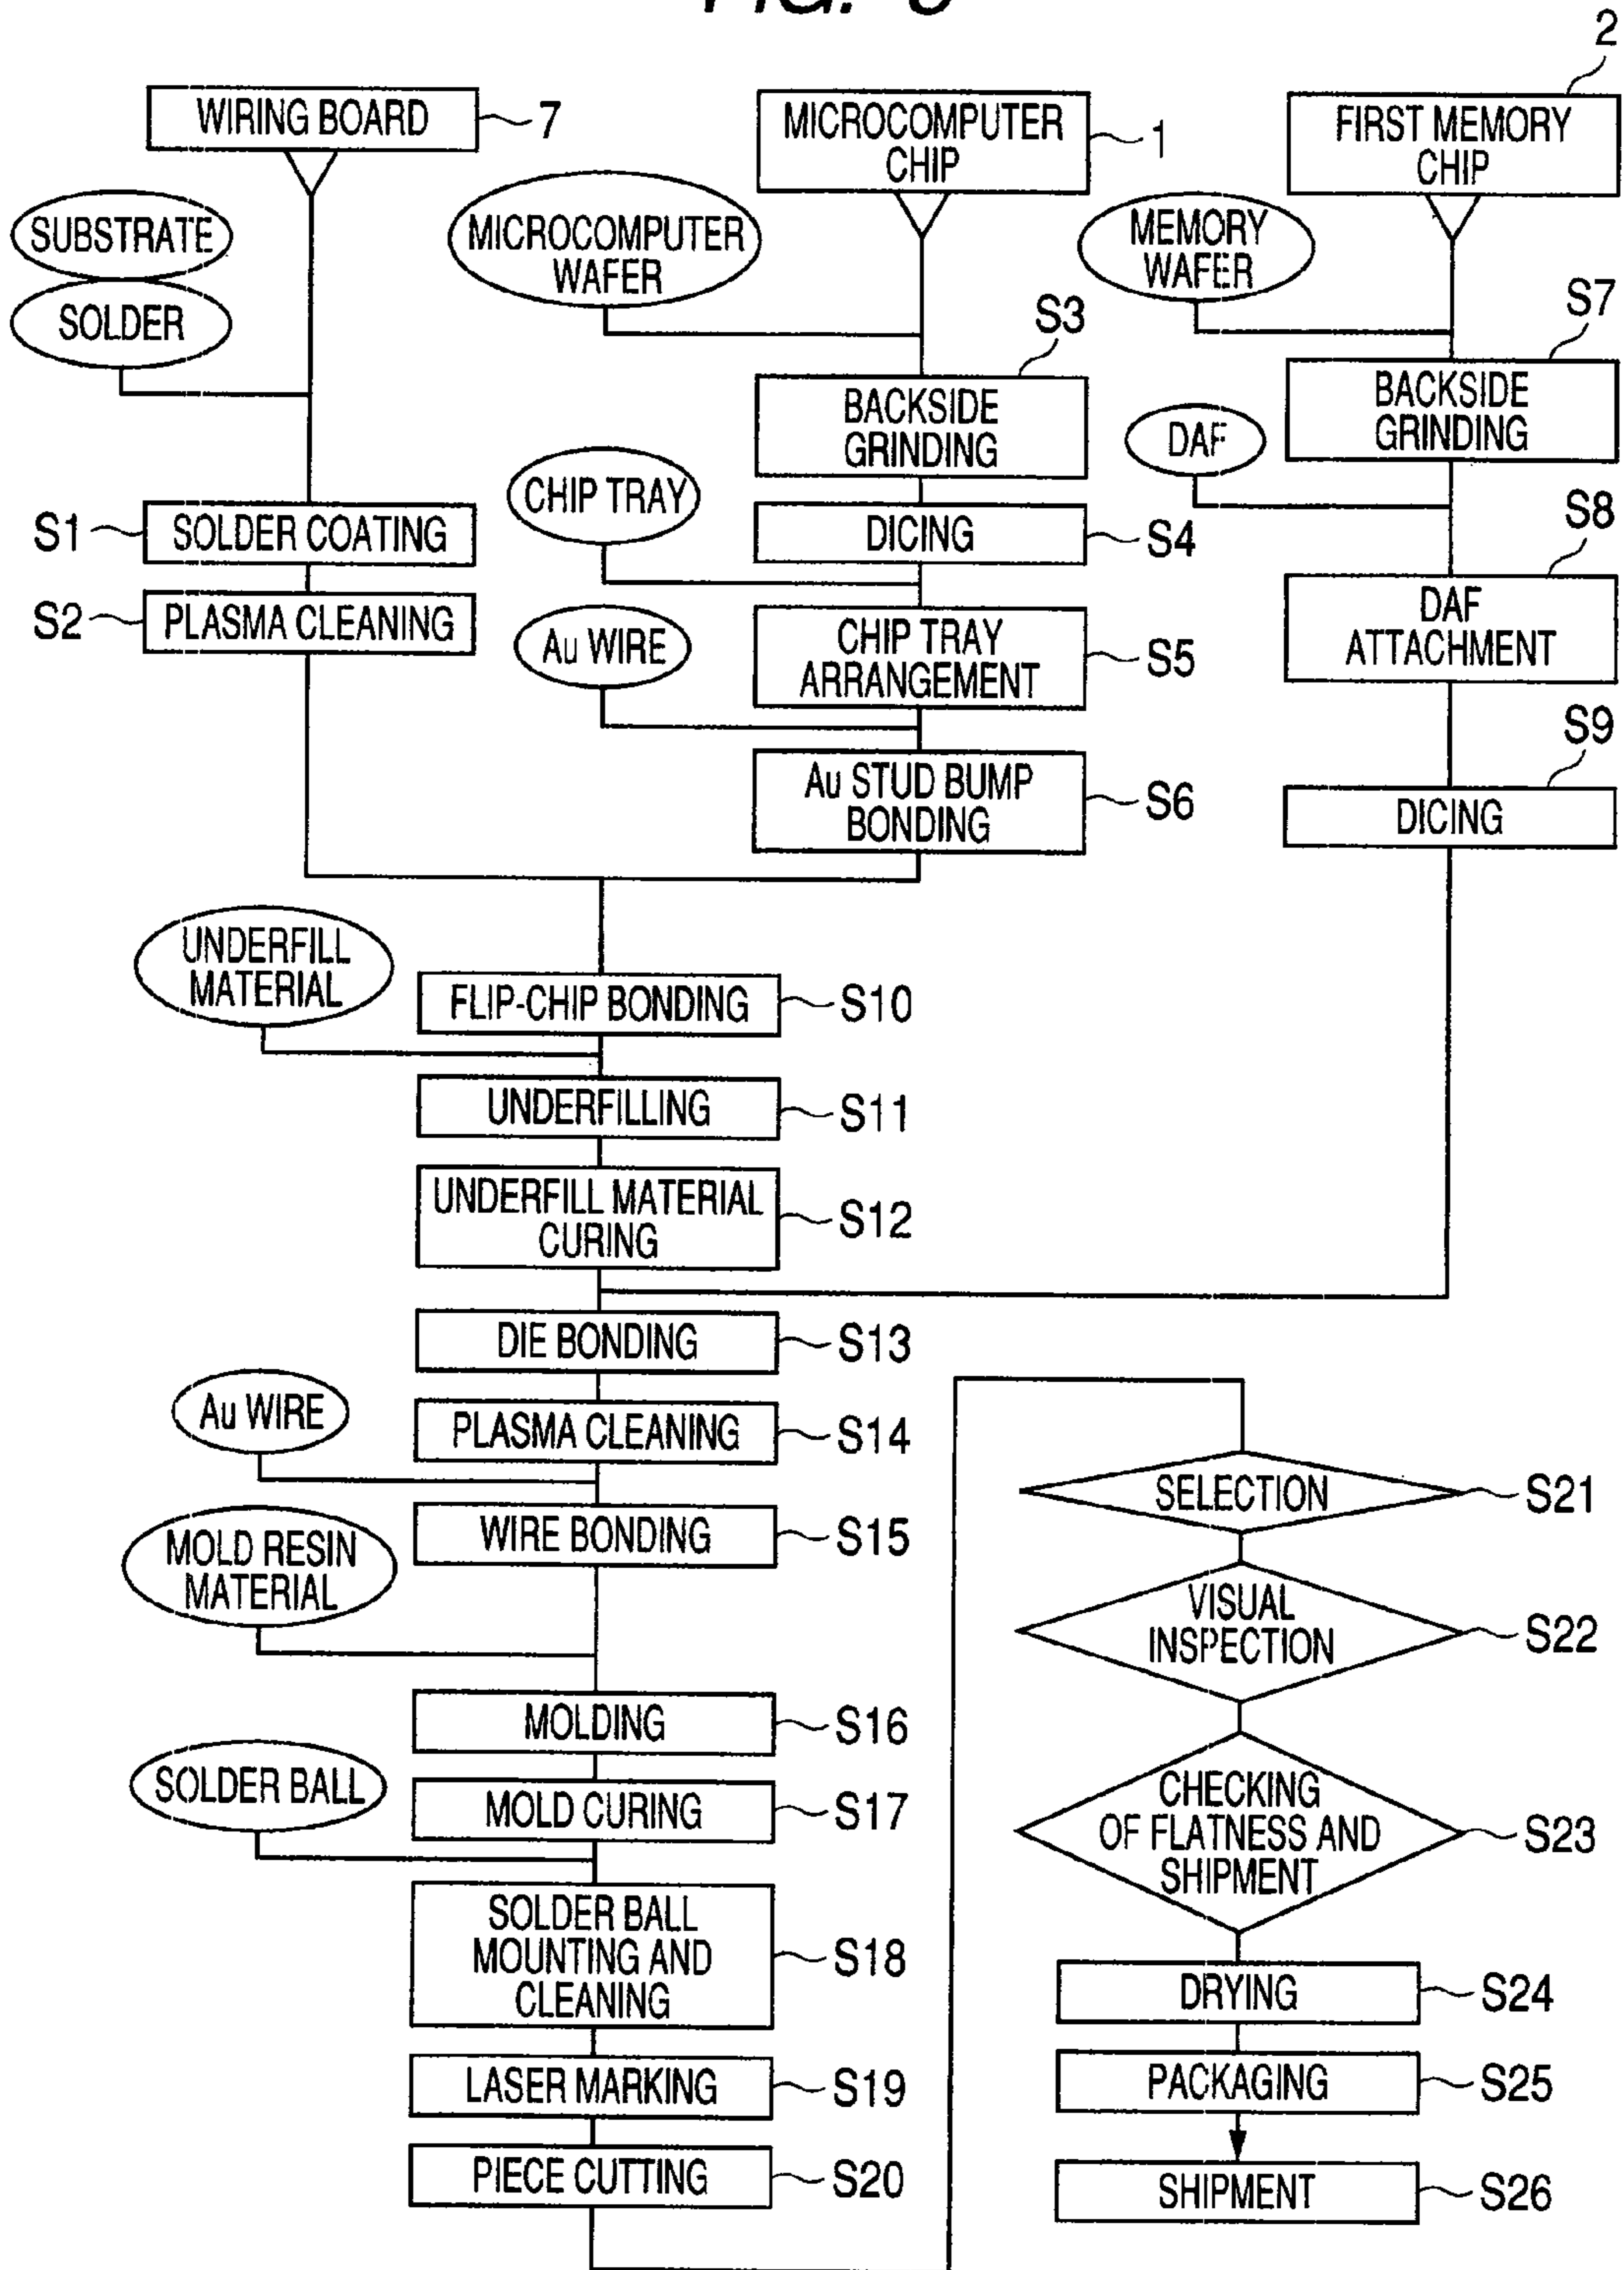 2
WIRING BOARD
7
MICROCOMPUTER
CHIP
1
FIRST MEMORY
CHIP
SUBSTRATE
SOLDER
MICROCOMPUTER
WAFER
MEMORY
WAFER
S3
BACKSIDE
GRINDING
S7
BACKSIDE
GRINDING
DAF
CHIP TRAY
S1
SOLDER COATING
DICING
S4
S8
DAF
ATTACHMENT
S2
PLASMA CLEANING
Au WIRE
CHIP TRAY
ARRANGEMENT
S5
S9
DICING
Au STUD BUMP
BONDING
S6
UNDERFILL
MATERIAL
FLIP-CHIP BONDING
S10
UNDERFILLING
S11
UNDERFILL MATERIAL
CURING
S12
DIE BONDING
S13
Au WIRE
PLASMA CLEANING
S14
WIRE BONDING
S15
MOLD RESIN
MATERIAL
MOLDING
S16
SOLDER BALL
MOLD CURING
S17
SOLDER BALL
MOUNTING AND
CLEANING
S18
LASER MARKING
S19
PIECE CUTTING
S20
SELECTION
S21
VISUAL
INSPECTION
S22
CHECKING
OF FLATNESS AND
SHIPMENT
S23
DRYING
S24
PACKAGING
S25
SHIPMENT
S26